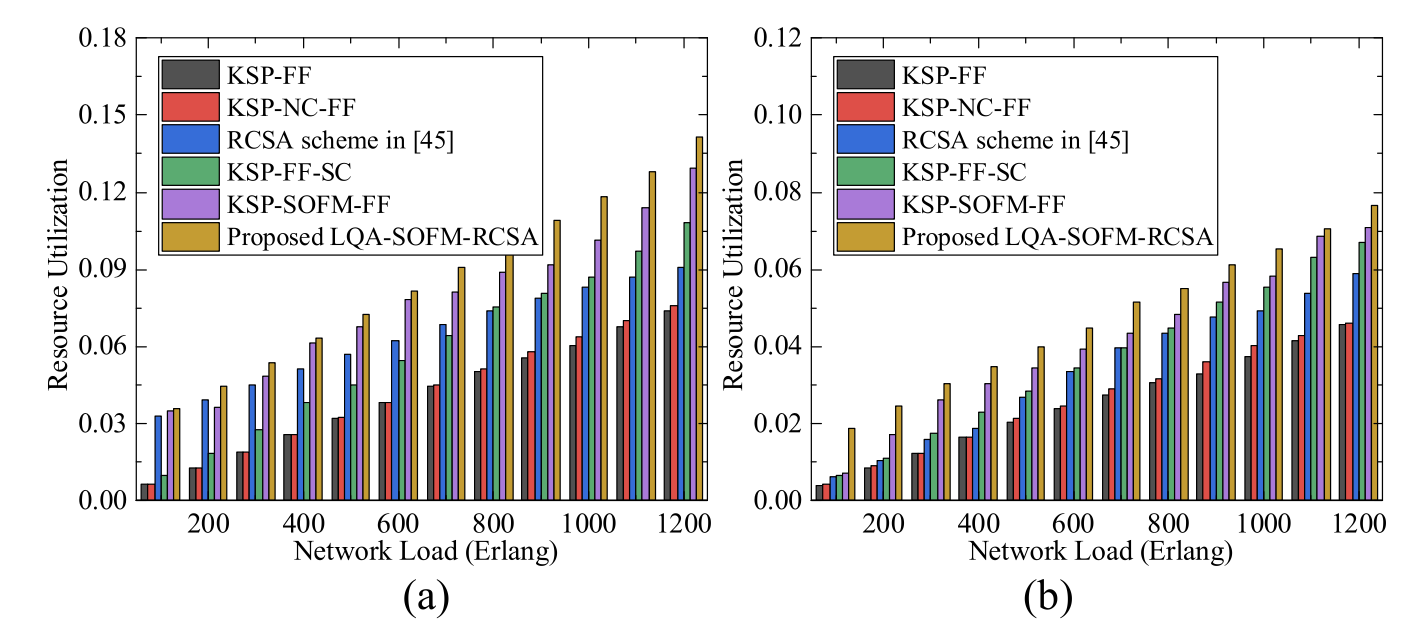 0.18
0.15
0.12
0.09
0.06
0.03
0.00
Resource Utilization
KSP-FF
KSP-NC-FF
RCSA scheme in [45]
KSP-FF-SC
KSP-SOFM-FF
Proposed LQA-SOFM-RCSA
200 400 600 800 1000 1200
Network Load (Erlang)
(a)
0.12
0.10
0.08
0.06
0.04
0.02
0.00
Resource Utilization
KSP-FF
KSP-NC-FF
RCSA scheme in [45]
KSP-FF-SC
KSP-SOFM-FF
Proposed LQA-SOFM-RCSA
200 400 600 800 1000 1200
Network Load (Erlang)
(b)